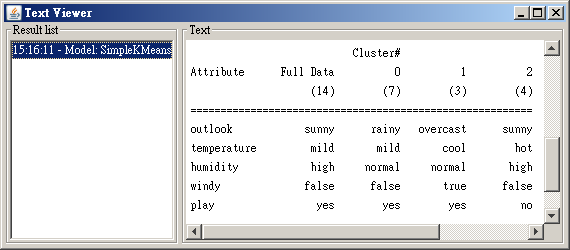 Text Viewer
Result list
15:16:11 - Model: SimpleKMeans
Text
Cluster#
Attribute Full Data 0 1 2
(14) (7) (3) (4)
=======================================================
outlook sunny rainy overcast sunny
temperature mild mild cool hot
humidity high normal normal high
windy false false true false
play yes yes yes no